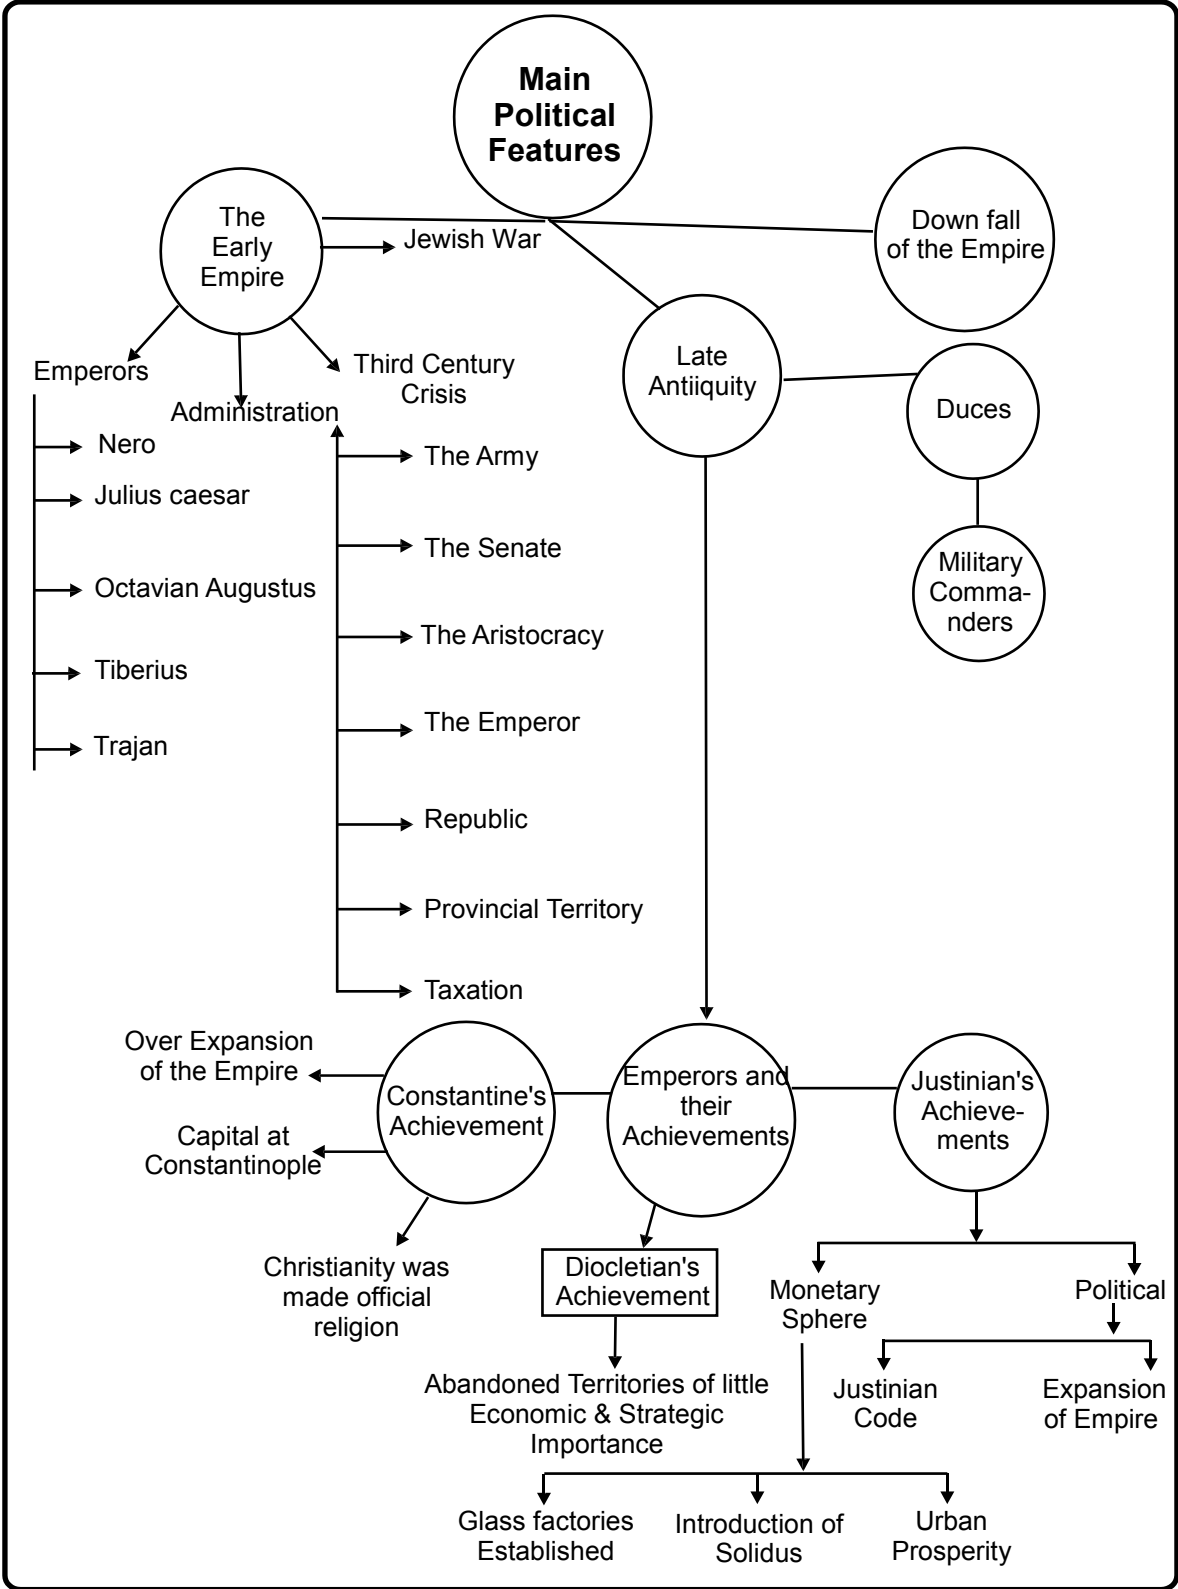 Main
Political
Features
The
Early
Empire
Jewish War
Down fall
of the Empire
Late
Antiiquity
Duces
Military
Comma-
nders
Emperors
Administration
Third Century
Crisis
Nero
Julius caesar
Octavian Augustus
Tiberius
Trajan
The Army
The Senate
The Aristocracy
The Emperor
Republic
Provincial Territory
Taxation
Over Expansion
of the Empire
Capital at
Constantinople
Constantine's
Achievement
Emperors and
their
Achievements
Justinian's
Achieve-
ments
Christianity was
made official
religion
Diocletian's
Achievement
Monetary
Sphere
Political
Abandoned Territories of little
Economic & Strategic
Importance
Justinian
Code
Expansion
of Empire
Glass factories
Established
Introduction of
Solidus
Urban
Prosperity